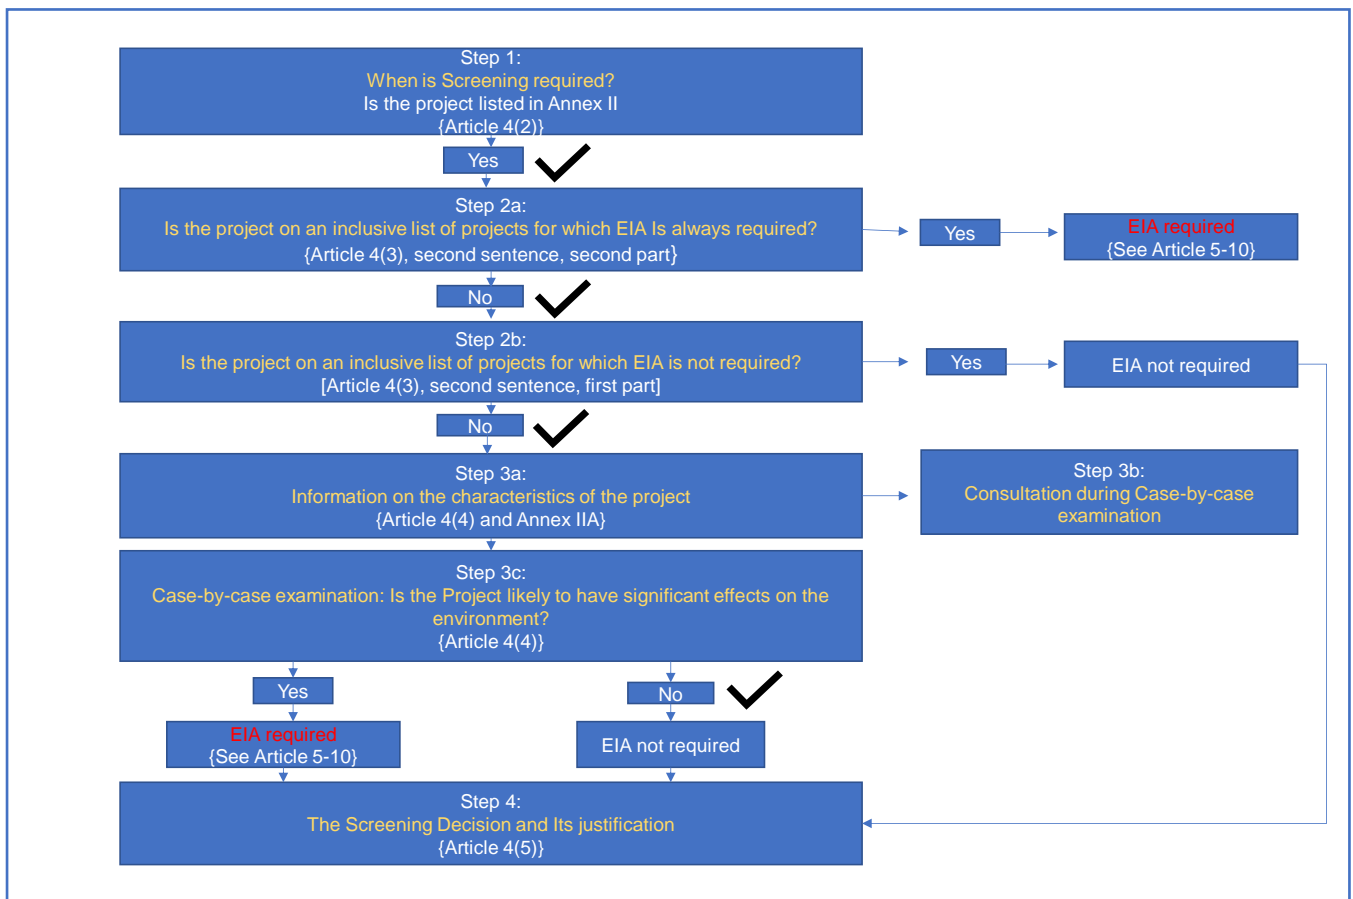 Step 1:
When is Screening required?
Is the project listed in Annex II
{Article 4(2)}
Yes
Step 2a:
Is the project on an inclusive list of projects for which EIA Is always required?
{Article 4(3), second sentence, second part}
Yes
EIA required
{See Article 5-10}
No
Step 2b:
Is the project on an inclusive list of projects for which EIA is not required?
[Article 4(3), second sentence, first part]
Yes
EIA not required
No
Step 3a:
Information on the characteristics of the project
{Article 4(4) and Annex IIA}
Step 3b:
Consultation during Case-by-case
examination
Step 3c:
Case-by-case examination: Is the Project likely to have significant effects on the
environment?
{Article 4(4)}
Yes
No
EIA required
{See Article 5-10}
EIA not required
Step 4:
The Screening Decision and Its justification
{Article 4(5)}